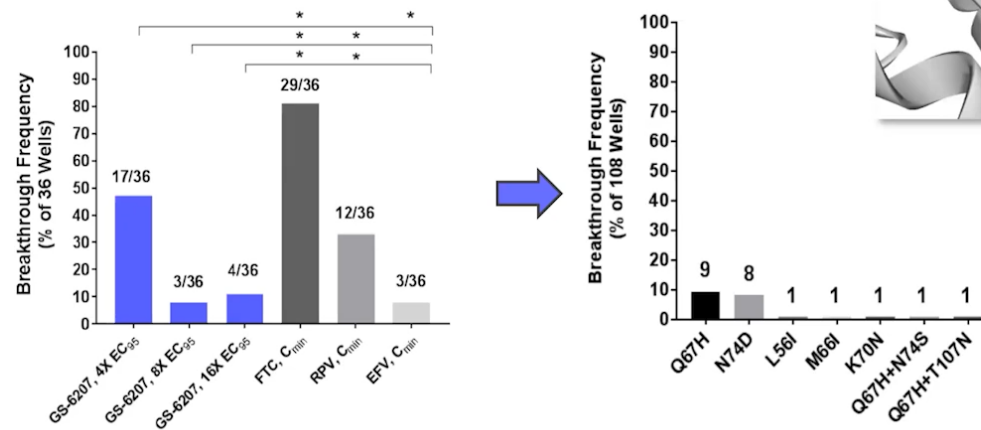 * *
* *
* *
Breakthrough Frequency
(% of 36 Wells)
100
90
80
70
60
50
40
30
20
10
0
17/36
3/36
4/36
29/36
12/36
3/36
GS-6207, 4X EC95
GS-6207, 8X EC95
GS-6207, 16X EC95
FTC, Cmin
RPV, Cmin
EFV, Cmin
Breakthrough Frequency
(% of 108 Wells)
100
90
80
70
60
50
40
30
20
10
0
9
8
1
1
1
1
1
Q67H
N74D
L56I
M66I
K70N
Q67H+N74S
Q67H+T107N